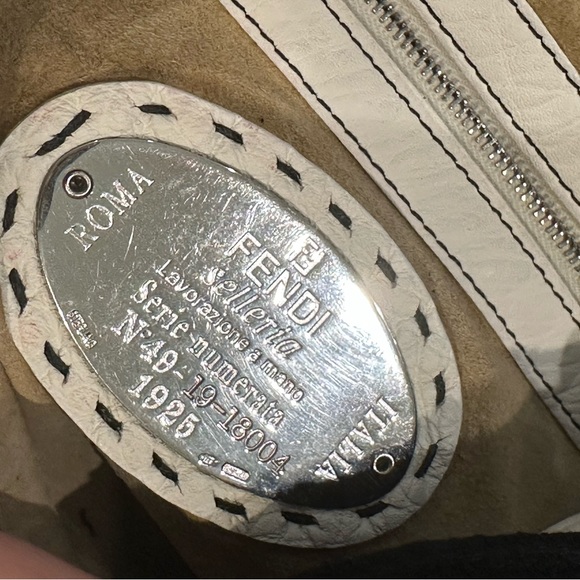 ROMA
FENDI
Selleria
Lavorazione a mano
Serie numerata
N°49-19-18004
1925
ITALIA